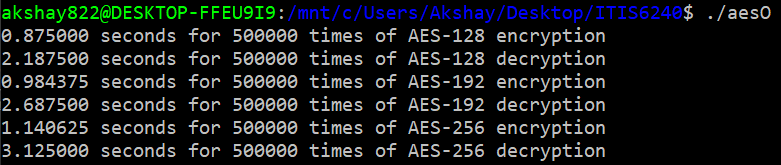 akshay822@DESKTOP-FFEU9I9:/mnt/c/Users/Akshay/Desktop/ITIS6240$ ./aesO
0.875000 seconds for 500000 times of AES-128 encryption
2.187500 seconds for 500000 times of AES-128 decryption
0.984375 seconds for 500000 times of AES-192 encryption
2.687500 seconds for 500000 times of AES-192 decryption
1.140625 seconds for 500000 times of AES-256 encryption
3.125000 seconds for 500000 times of AES-256 decryption